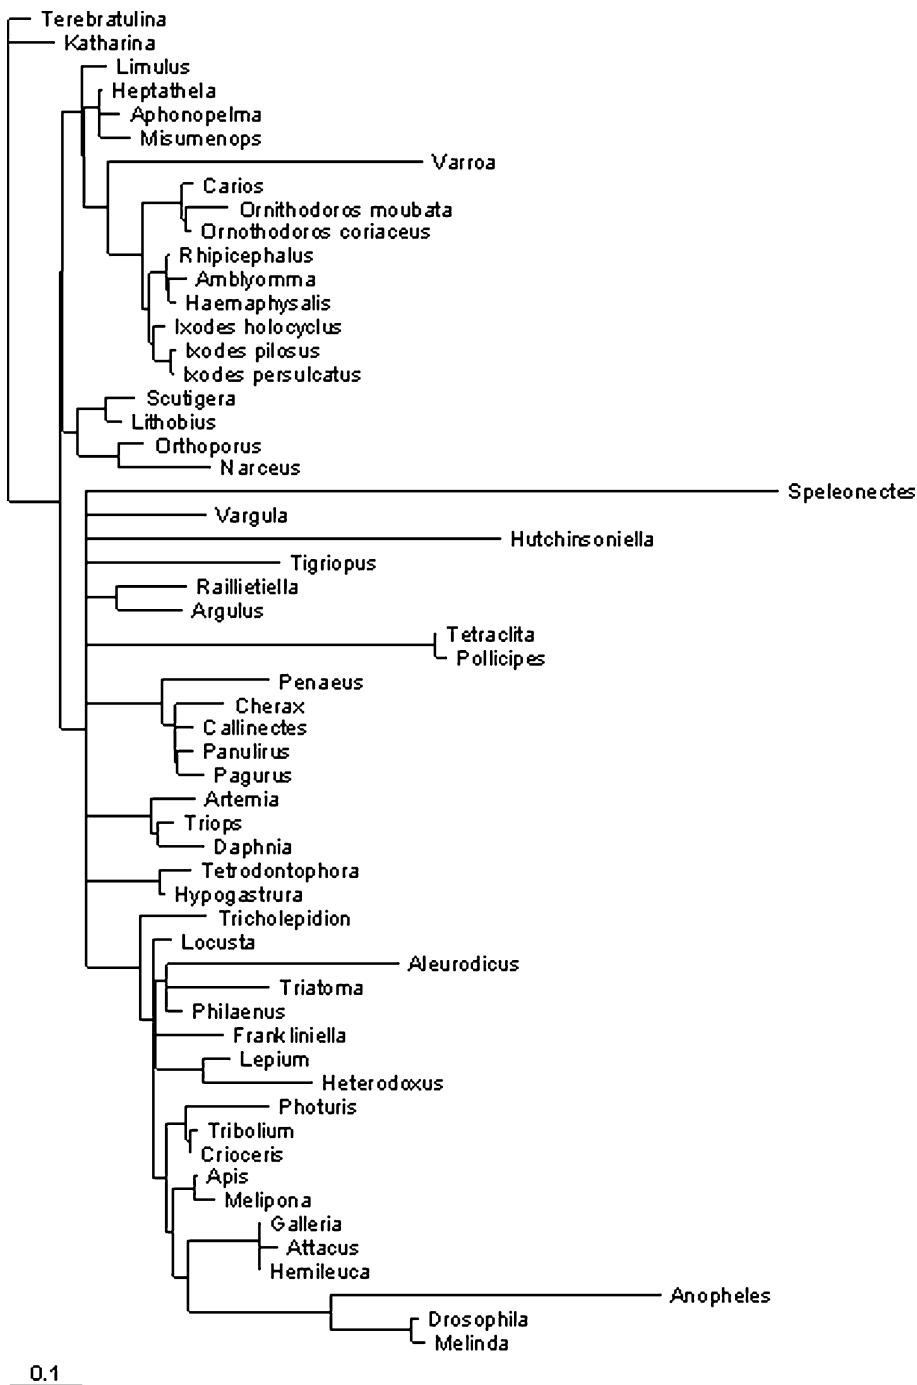 Terebratulina
Katharina
Limulus
Heptathela
Aphonopelma
Misumenops
Varroa
Carios
Ornithodoros moubata
Ornothodoros coriaceus
Rhipicephalus
Amblyomma
Haemaphysalis
Ixodes holocyclus
Ixodes pilosus
Ixodes persulcatus
Scutigera
Lithobius
Orthoporus
Narceus
Speleonectes
Vargula
Hutchinsoniella
Tigriopus
Raillietiella
Argulus
Tetraclita
Pollicipes
Penaeus
Cherax
Callinectes
Panulirus
Pagurus
Artemia
Triops
Daphnia
Tetrodontophora
Hypogastrura
Tricholepidion
Locusta
Aleurodicus
Triatoma
Philaenus
Frankliniella
Lepium
Heterodoxus
Photuris
Tribolium
Crioceris
Apis
Melipona
Galleria
Attacus
Hemileuca
Anopheles
Drosophila
Melinda
0.1